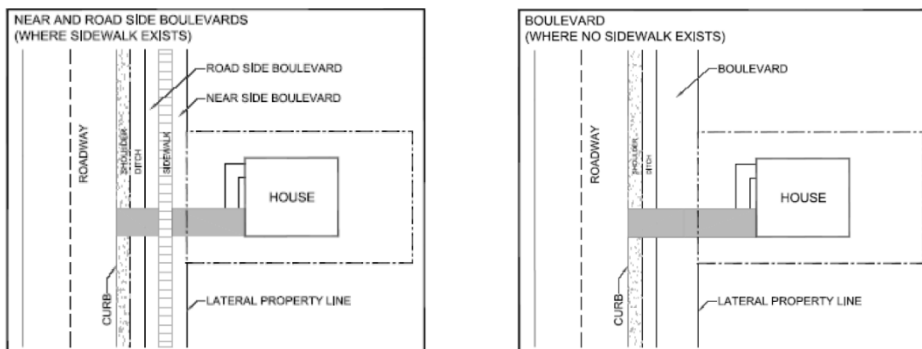 NEAR AND ROAD SIDE BOULEVARDS
(WHERE SIDEWALK EXISTS)
ROAD SIDE BOULEVARD
NEAR SIDE BOULEVARD
ROADWAY
SHOULDER
DITCH
SIDEWALK
HOUSE
CURB
LATERAL PROPERTY LINE
BOULEVARD
(WHERE NO SIDEWALK EXISTS)
BOULEVARD
ROADWAY
SHOULDER
DITCH
HOUSE
CURB
LATERAL PROPERTY LINE